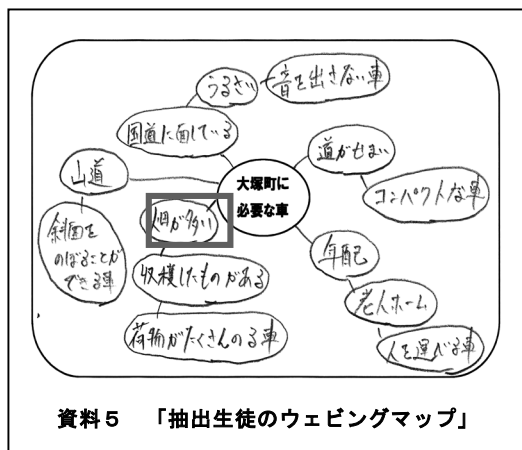 うるさい
音を出さない車
国道に面している
道がせまい
コンパクトな車
大塚町に
必要な車
山道
斜面を
のぼることが
できる車
畑が多い
収穫したものがある
荷物がたくさんのる車
年配
老人ホーム
人を運べる車
資料5 「抽出生徒のウェビングマップ」